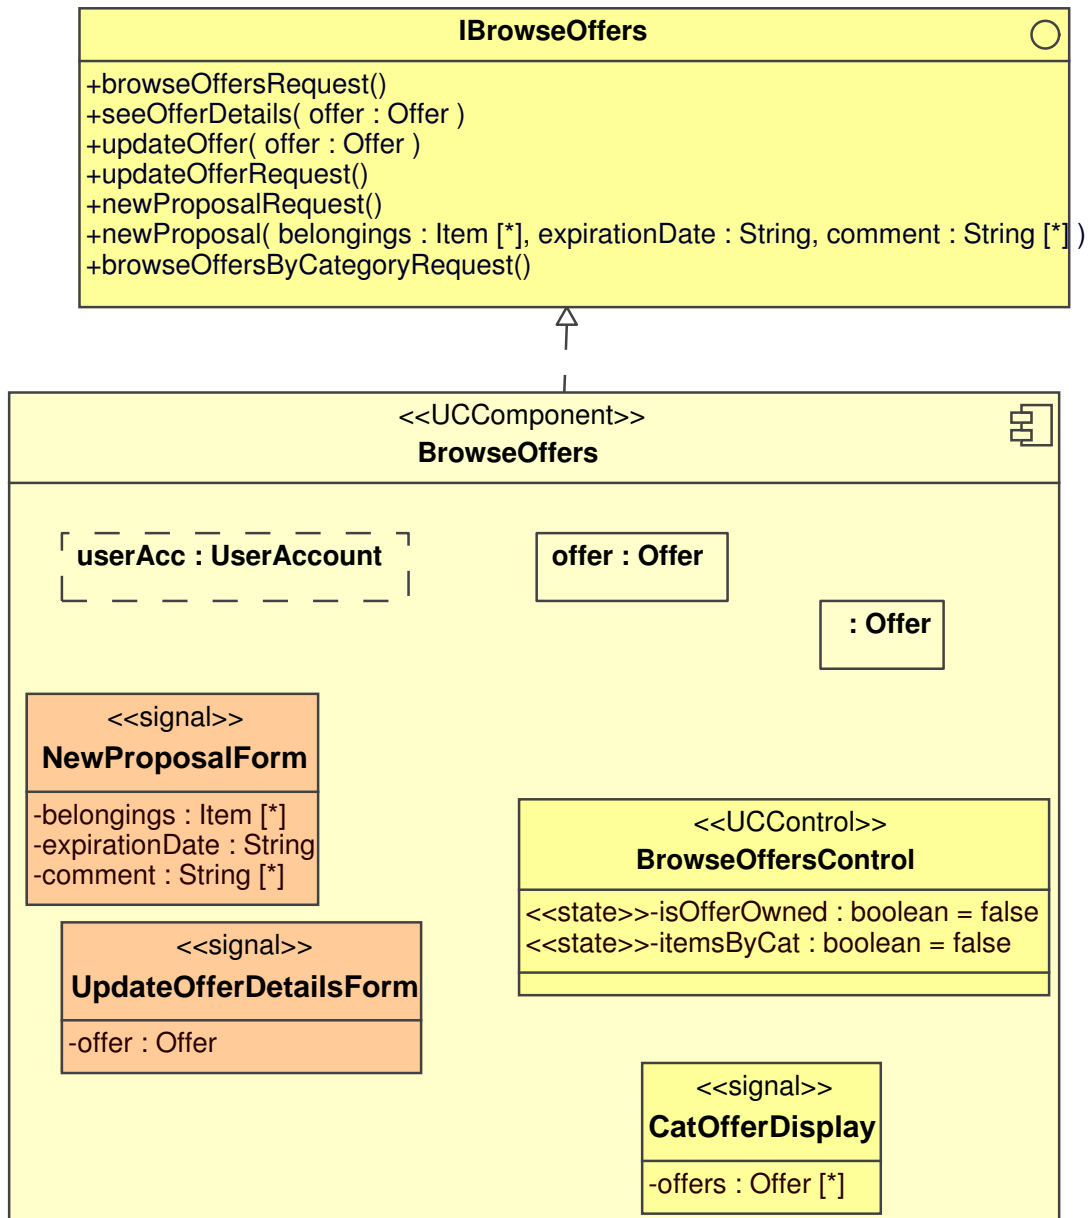 IBrowseOffers
+browseOffersRequest()
+seeOfferDetails( offer : Offer )
+updateOffer( offer : Offer )
+updateOfferRequest()
+newProposalRequest()
+newProposal( belongings : Item [*], expirationDate : String, comment : String [*] )
+browseOffersByCategoryRequest()
<<UCComponent>>
BrowseOffers
userAcc : UserAccount
offer : Offer
: Offer
<<signal>>
NewProposalForm
-belongings : Item [*]
-expirationDate : String
-comment : String [*]
<<UCControl>>
BrowseOffersControl
<<state>>-isOfferOwned : boolean = false
<<state>>-itemsByCat : boolean = false
<<signal>>
UpdateOfferDetailsForm
-offer : Offer
<<signal>>
CatOfferDisplay
-offers : Offer [*]